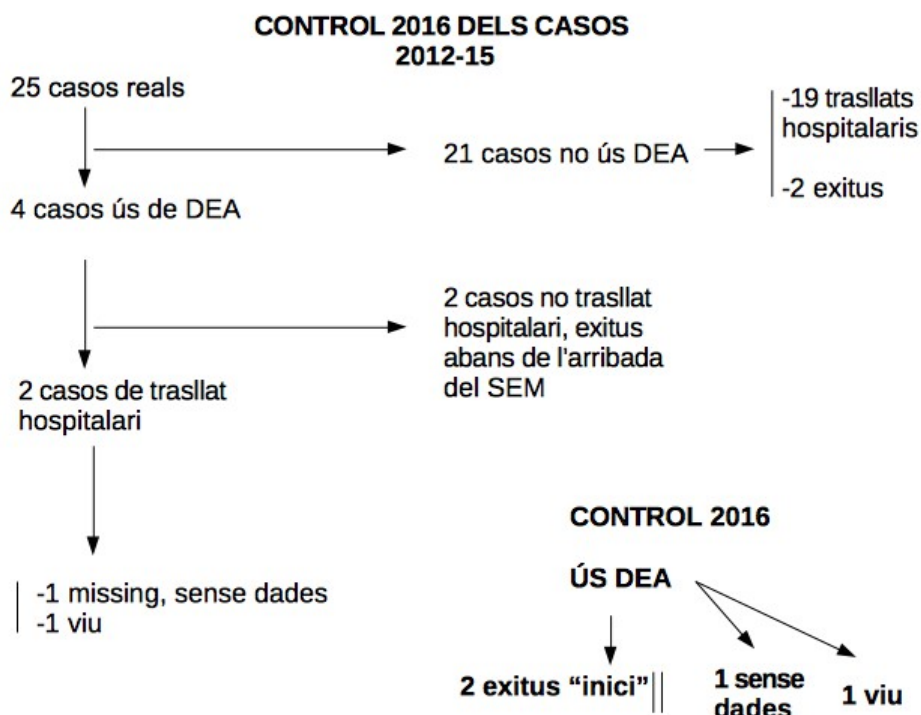 CONTROL 2016 DELS CASOS
2012-15
25 casos reals
21 casos no ús DEA
-19 trasllats
hospitalaris
-2 exitus
4 casos ús de DEA
2 casos no trasllat
hospitalari, exitus
abans de l'arribada
del SEM
2 casos de trasllat
hospitalari
-1 missing, sense dades
-1 viu
CONTROL 2016
ÚS DEA
2 exitus “inici”
1 sense
dades
1 viu